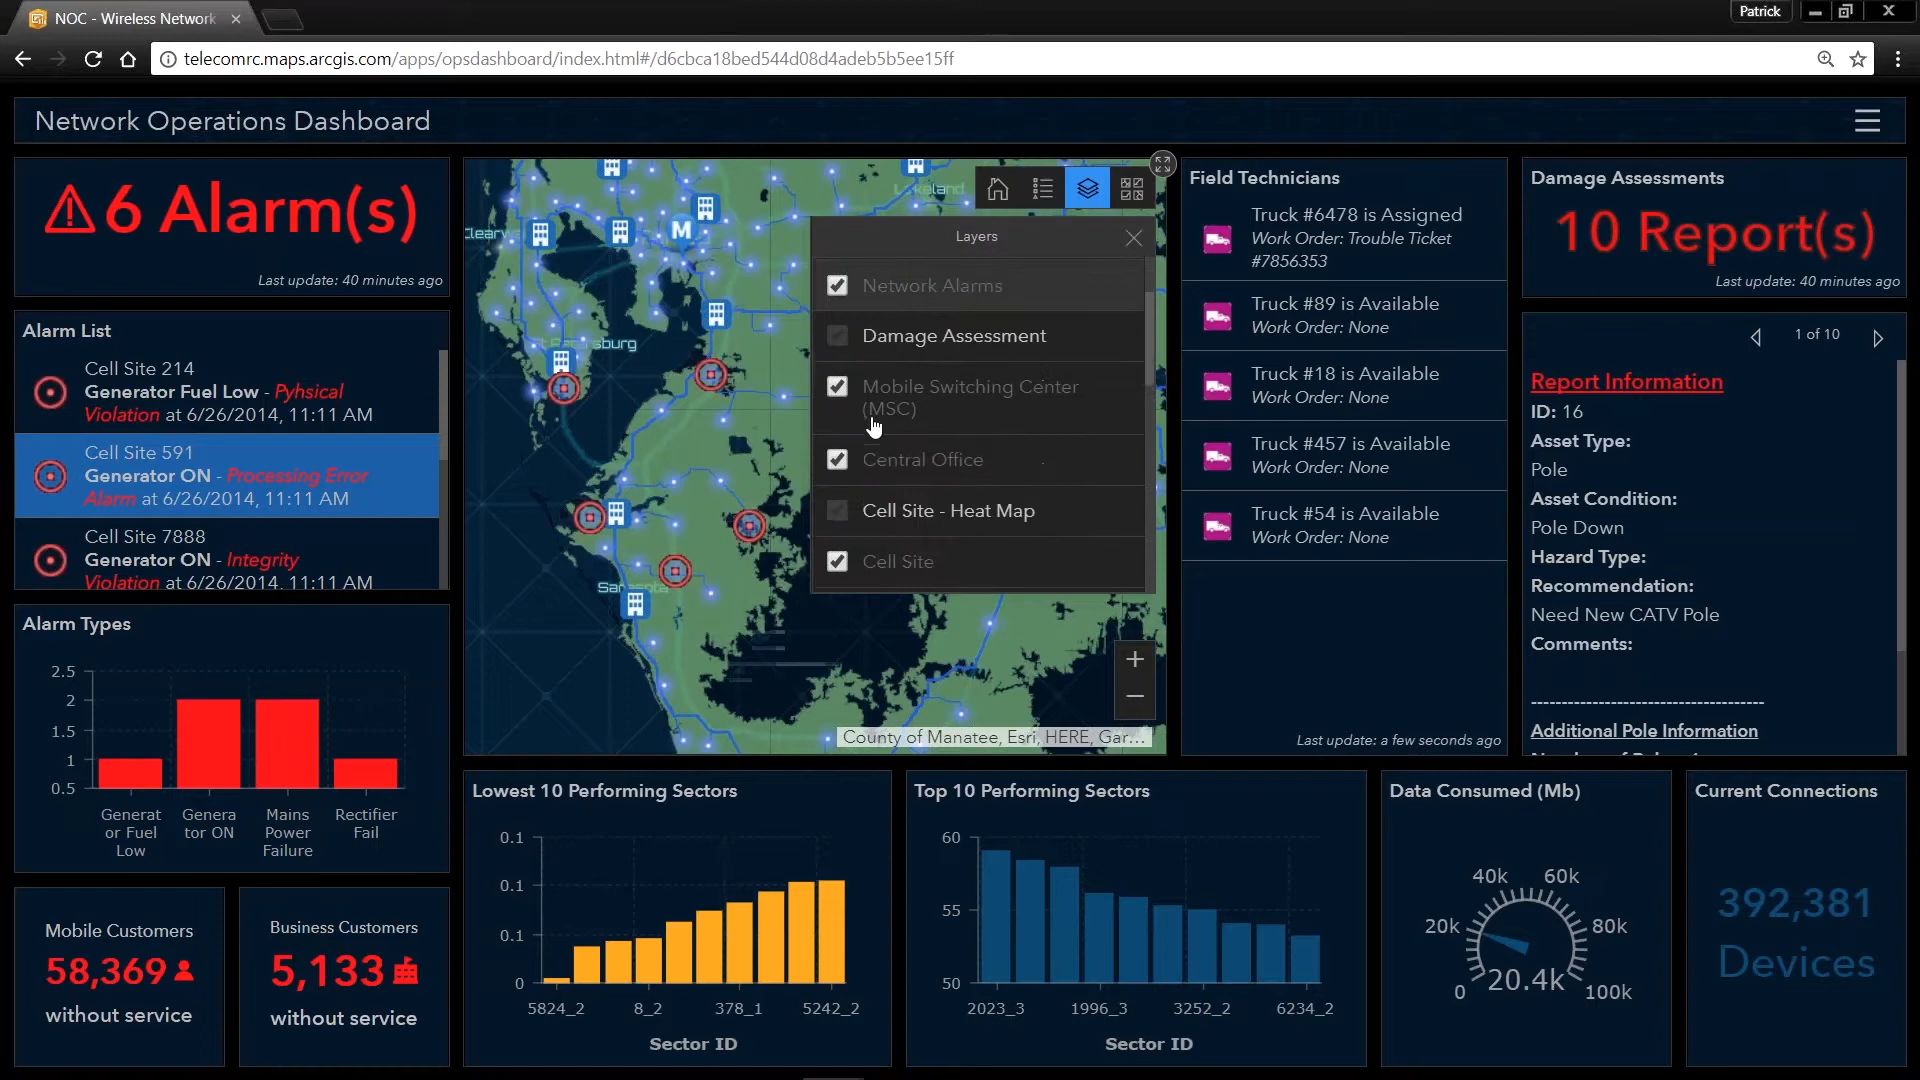 NOC - Wireless Network
Patrick
telecomrc.maps.arcgis.com/apps/opsdashboard/index.html#/d6cbca18bed544d08d4adeb5b5ee15ff
Network Operations Dashboard
6 Alarm(s)
Last update: 40 minutes ago
Alarm List
Cell Site 214
Generator Fuel Low - Pyhsical
Violation at 6/26/2014, 11:11 AM
Cell Site 591
Generator ON - Processing Error
Alarm at 6/26/2014, 11:11 AM
Cell Site 7888
Generator ON - Integrity
Violation at 6/26/2014, 11:11 AM
Alarm Types
2.5
2
1.5
1
0.5
Generat
or Fuel
Low
Genera
tor ON
Mains
Power
Failure
Rectifier
Fail
Mobile Customers
58,369
without service
Business Customers
5,133
without service
Lakeland
M
Layers
Network Alarms
Damage Assessment
Mobile Switching Center
(MSC)
Central Office
Cell Site - Heat Map
Cell Site
+
−
County of Manatee, Esri, HERE, Gar...
Field Technicians
Truck #6478 is Assigned
Work Order: Trouble Ticket
#7856353
Truck #89 is Available
Work Order: None
Truck #18 is Available
Work Order: None
Truck #457 is Available
Work Order: None
Truck #54 is Available
Work Order: None
Last update: a few seconds ago
Damage Assessments
10 Report(s)
Last update: 40 minutes ago
1 of 10
Report Information
ID: 16
Asset Type:
Pole
Asset Condition:
Pole Down
Hazard Type:
Recommendation:
Need New CATV Pole
Comments:
----------------------------------------
Additional Pole Information
Lowest 10 Performing Sectors
0.1
0.1
0.1
0
5824_2
8_2
378_1
5242_2
Sector ID
Top 10 Performing Sectors
60
55
50
2023_3
1996_3
3252_2
6234_2
Sector ID
Data Consumed (Mb)
0
20k
40k
60k
80k
100k
20.4k
Current Connections
392,381
Devices